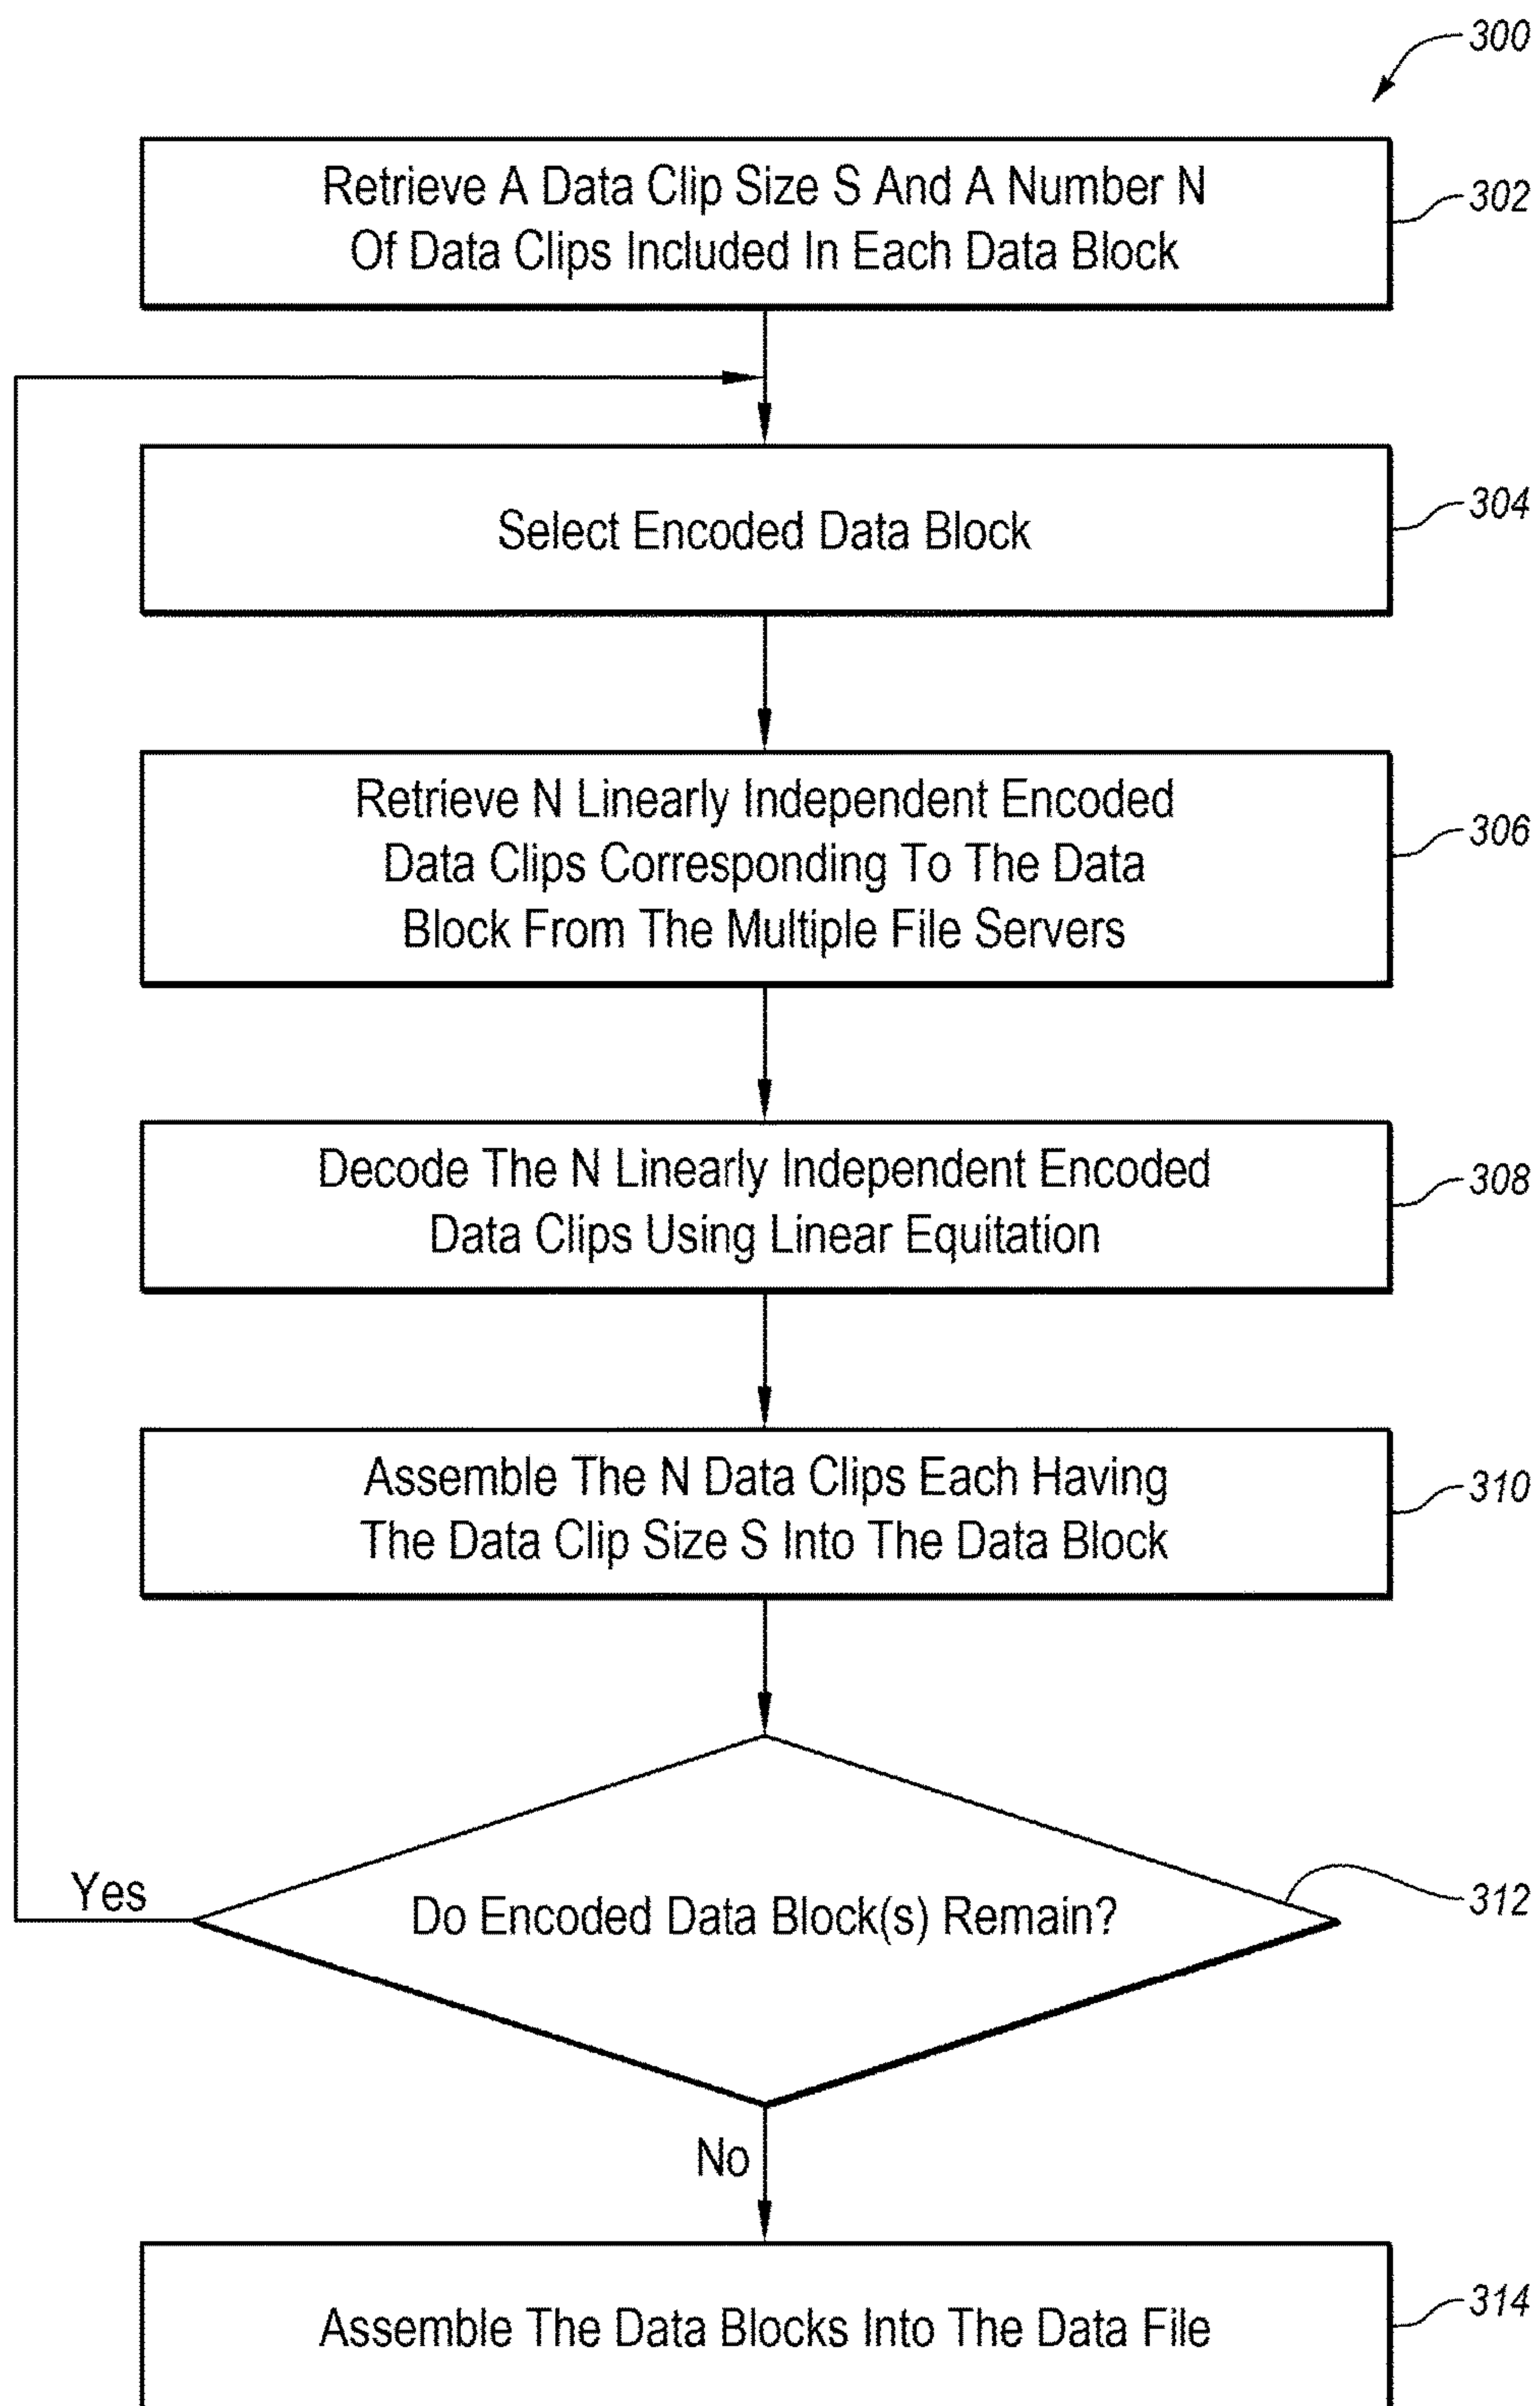 300
Retrieve A Data Clip Size S And A Number N
Of Data Clips Included In Each Data Block
302
Select Encoded Data Block
304
Retrieve N Linearly Independent Encoded
Data Clips Corresponding To The Data
Block From The Multiple File Servers
306
Decode The N Linearly Independent Encoded
Data Clips Using Linear Equitation
308
Assemble The N Data Clips Each Having
The Data Clip Size S Into The Data Block
310
Yes
Do Encoded Data Block(s) Remain?
312
No
Assemble The Data Blocks Into The Data File
314